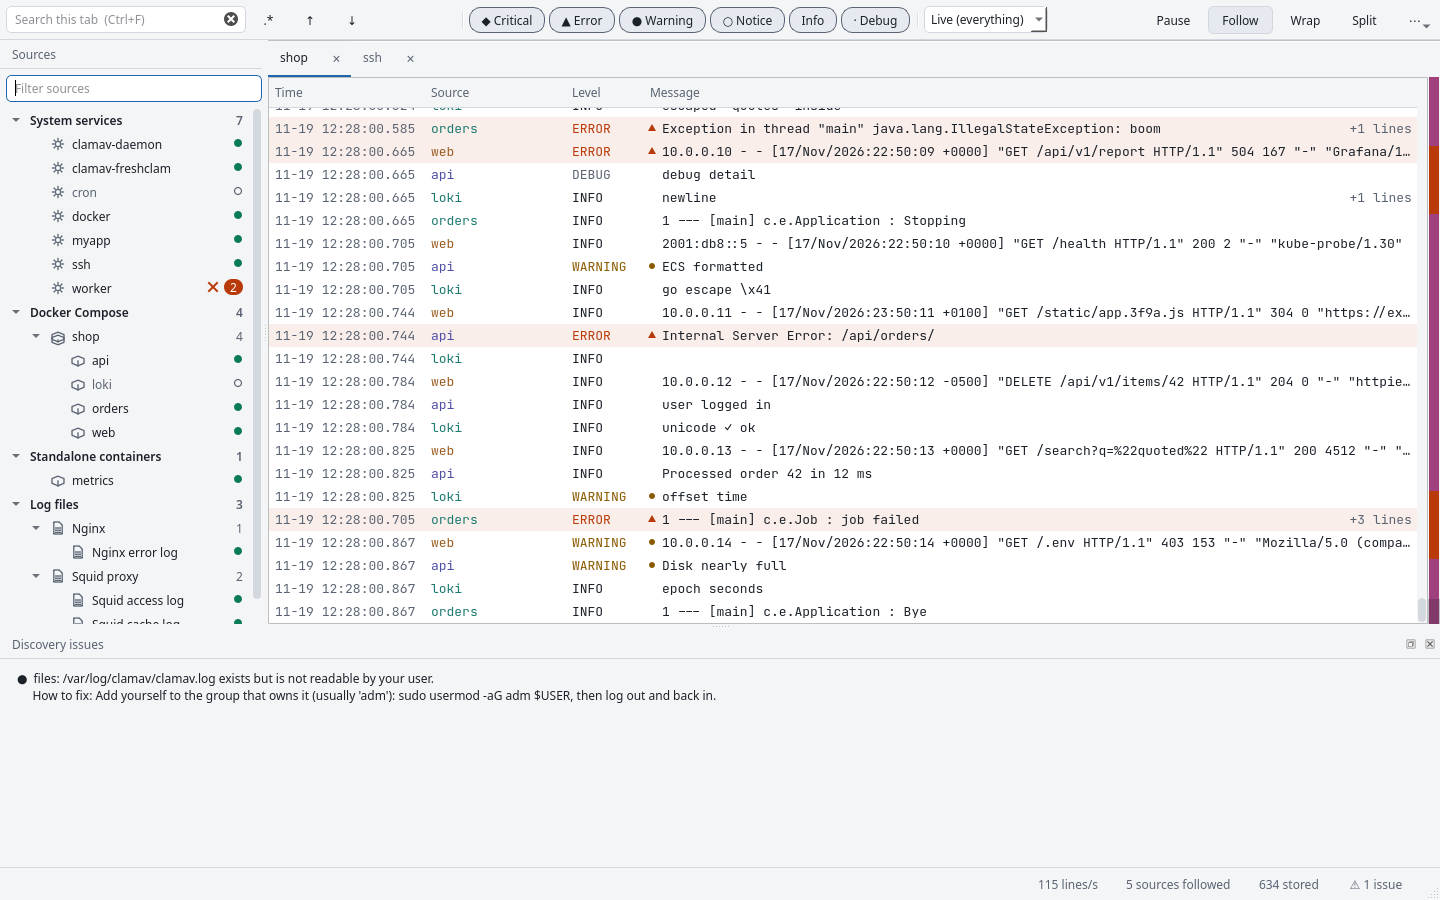 Search this tab (Ctrl+F)
.* ↑ ↓
◆ Critical ▲ Error ● Warning ○ Notice Info · Debug
Live (everything)
Pause Follow Wrap Split ···
Sources
Filter sources
System services 7
clamav-daemon
clamav-freshclam
cron
docker
myapp
ssh
worker 2
Docker Compose 4
shop 4
api
loki
orders
web
Standalone containers 1
metrics
Log files 3
Nginx 1
Nginx error log
Squid proxy 2
Squid access log
Squid cache log
shop × ssh ×
Time Source Level Message
11-19 12:28:00.585 orders ERROR ▲ Exception in thread "main" java.lang.IllegalStateException: boom +1 lines
11-19 12:28:00.665 web ERROR ▲ 10.0.0.10 - - [17/Nov/2026:22:50:09 +0000] "GET /api/v1/report HTTP/1.1" 504 167 "-" "Grafana/1…
11-19 12:28:00.665 api DEBUG debug detail
11-19 12:28:00.665 loki INFO newline +1 lines
11-19 12:28:00.665 orders INFO 1 --- [main] c.e.Application : Stopping
11-19 12:28:00.705 web INFO 2001:db8::5 - - [17/Nov/2026:22:50:10 +0000] "GET /health HTTP/1.1" 200 2 "-" "kube-probe/1.30"
11-19 12:28:00.705 api WARNING ● ECS formatted
11-19 12:28:00.705 loki INFO go escape \x41
11-19 12:28:00.744 web INFO 10.0.0.11 - - [17/Nov/2026:23:50:11 +0100] "GET /static/app.3f9a.js HTTP/1.1" 304 0 "https://ex…
11-19 12:28:00.744 api ERROR ▲ Internal Server Error: /api/orders/
11-19 12:28:00.744 loki INFO
11-19 12:28:00.784 web INFO 10.0.0.12 - - [17/Nov/2026:22:50:12 -0500] "DELETE /api/v1/items/42 HTTP/1.1" 204 0 "-" "httpie…
11-19 12:28:00.784 api INFO user logged in
11-19 12:28:00.784 loki INFO unicode ✓ ok
11-19 12:28:00.825 web INFO 10.0.0.13 - - [17/Nov/2026:22:50:13 +0000] "GET /search?q=%22quoted%22 HTTP/1.1" 200 4512 "-" "…
11-19 12:28:00.825 api INFO Processed order 42 in 12 ms
11-19 12:28:00.825 loki WARNING ● offset time
11-19 12:28:00.705 orders ERROR ▲ 1 --- [main] c.e.Job : job failed +3 lines
11-19 12:28:00.867 web WARNING ● 10.0.0.14 - - [17/Nov/2026:22:50:14 +0000] "GET /.env HTTP/1.1" 403 153 "-" "Mozilla/5.0 (compa…
11-19 12:28:00.867 api WARNING ● Disk nearly full
11-19 12:28:00.867 loki INFO epoch seconds
11-19 12:28:00.867 orders INFO 1 --- [main] c.e.Application : Bye
Discovery issues
● files: /var/log/clamav/clamav.log exists but is not readable by your user.
How to fix: Add yourself to the group that owns it (usually 'adm'): sudo usermod -aG adm $USER, then log out and back in.
115 lines/s 5 sources followed 634 stored ⚠ 1 issue